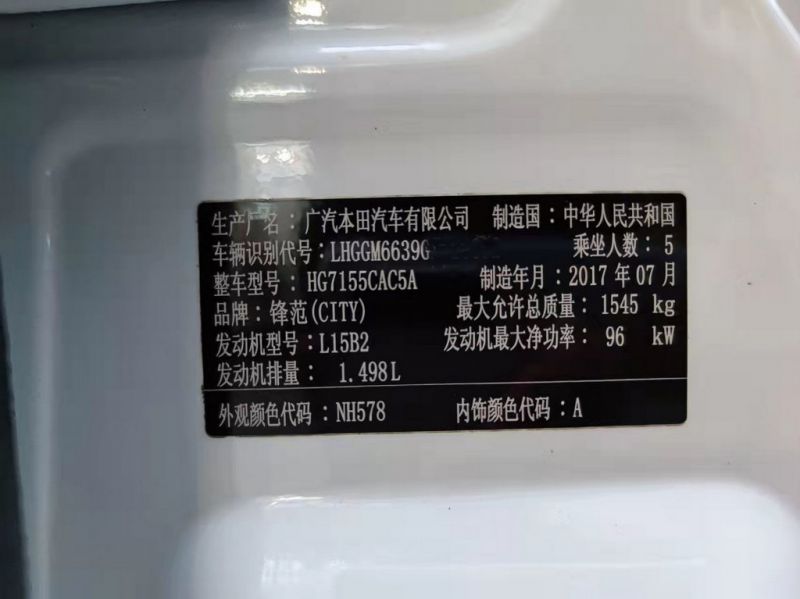 生产厂名：广汽本田汽车有限公司 制造国：中华人民共和国
车辆识别代号：LHGGM6639G 乘坐人数：5
整车型号：HG7155CAC5A 制造年月：2017年07月
品牌：锋范(CITY) 最大允许总质量：1545 kg
发动机型号：L15B2 发动机最大净功率：96 kW
发动机排量：1.498L
外观颜色代码：NH578 内饰颜色代码：A